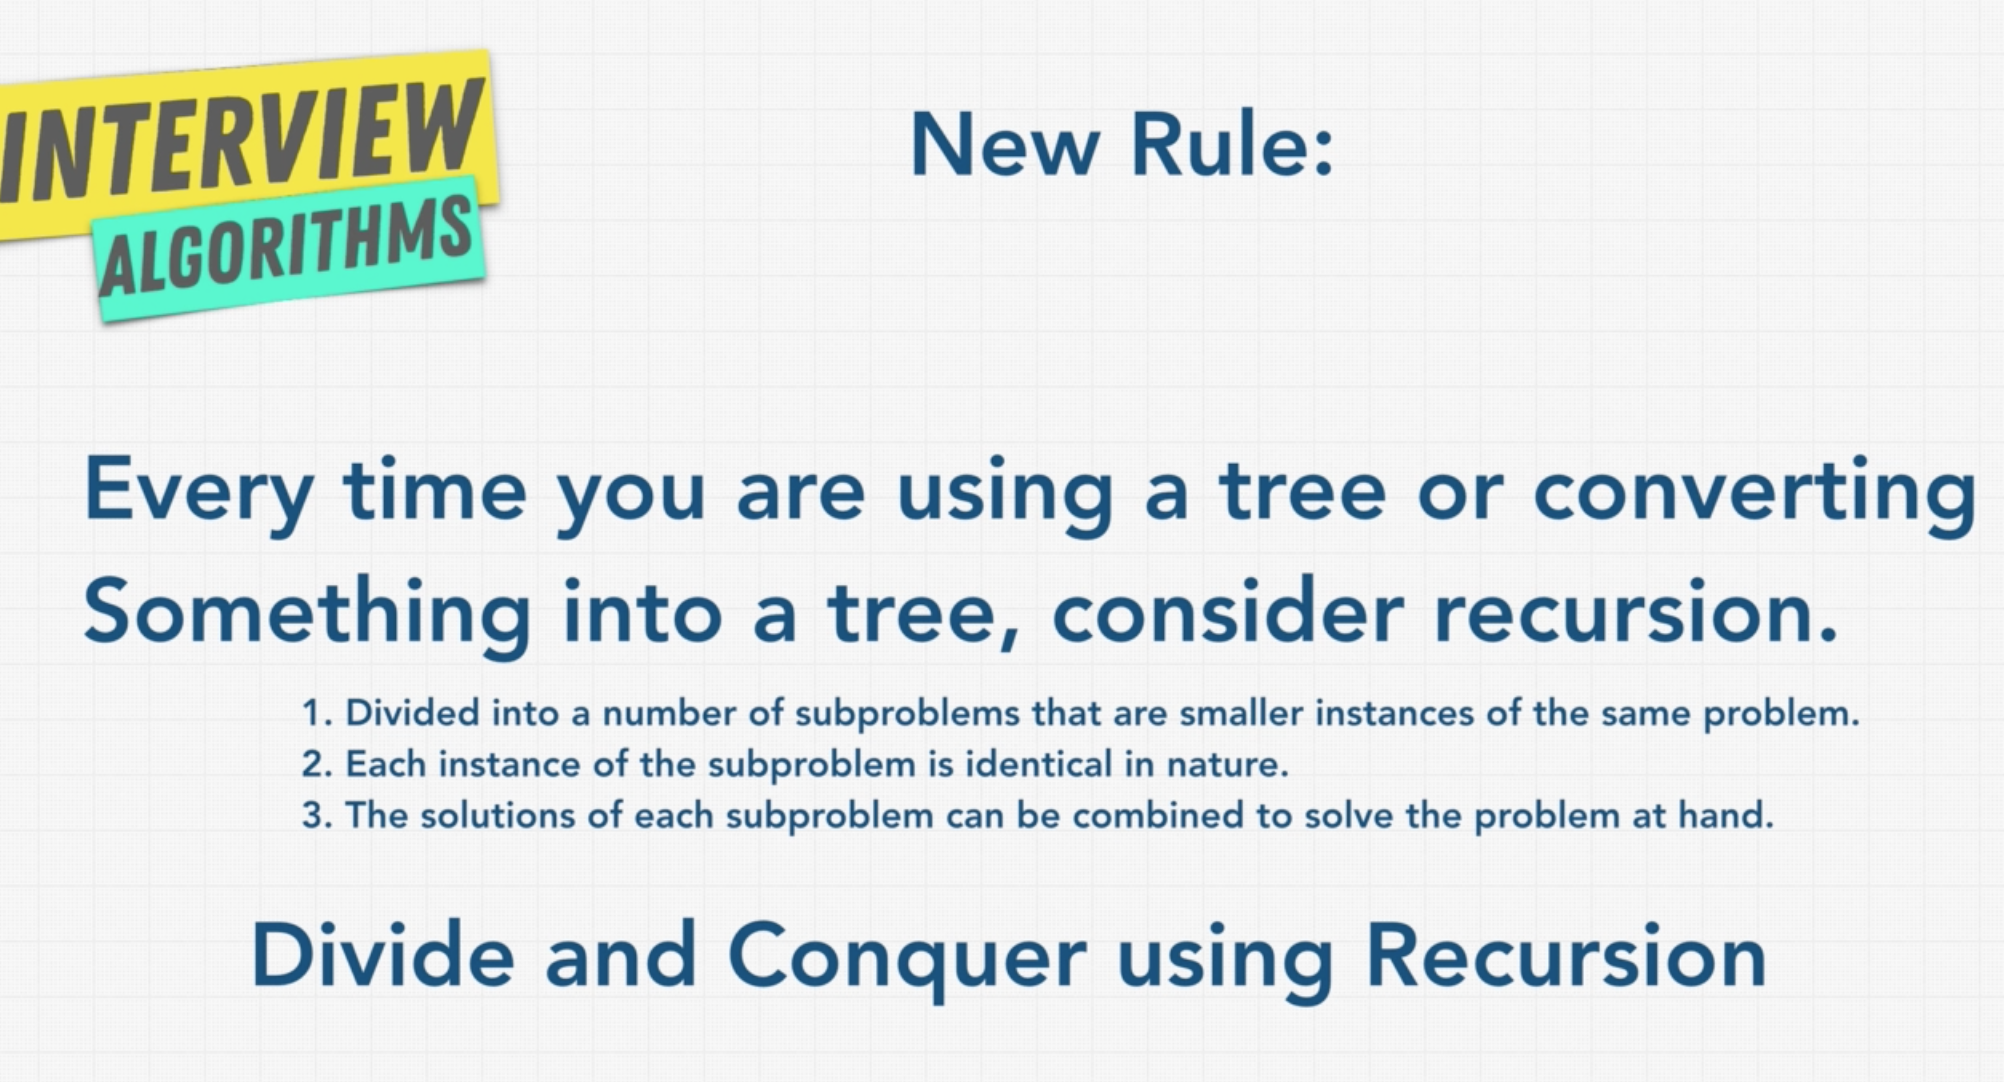 INTERVIEW
ALGORITHMS
New Rule:
Every time you are using a tree or converting
Something into a tree, consider recursion.
1. Divided into a number of subproblems that are smaller instances of the same problem.
2. Each instance of the subproblem is identical in nature.
3. The solutions of each subproblem can be combined to solve the problem at hand.
Divide and Conquer using Recursion